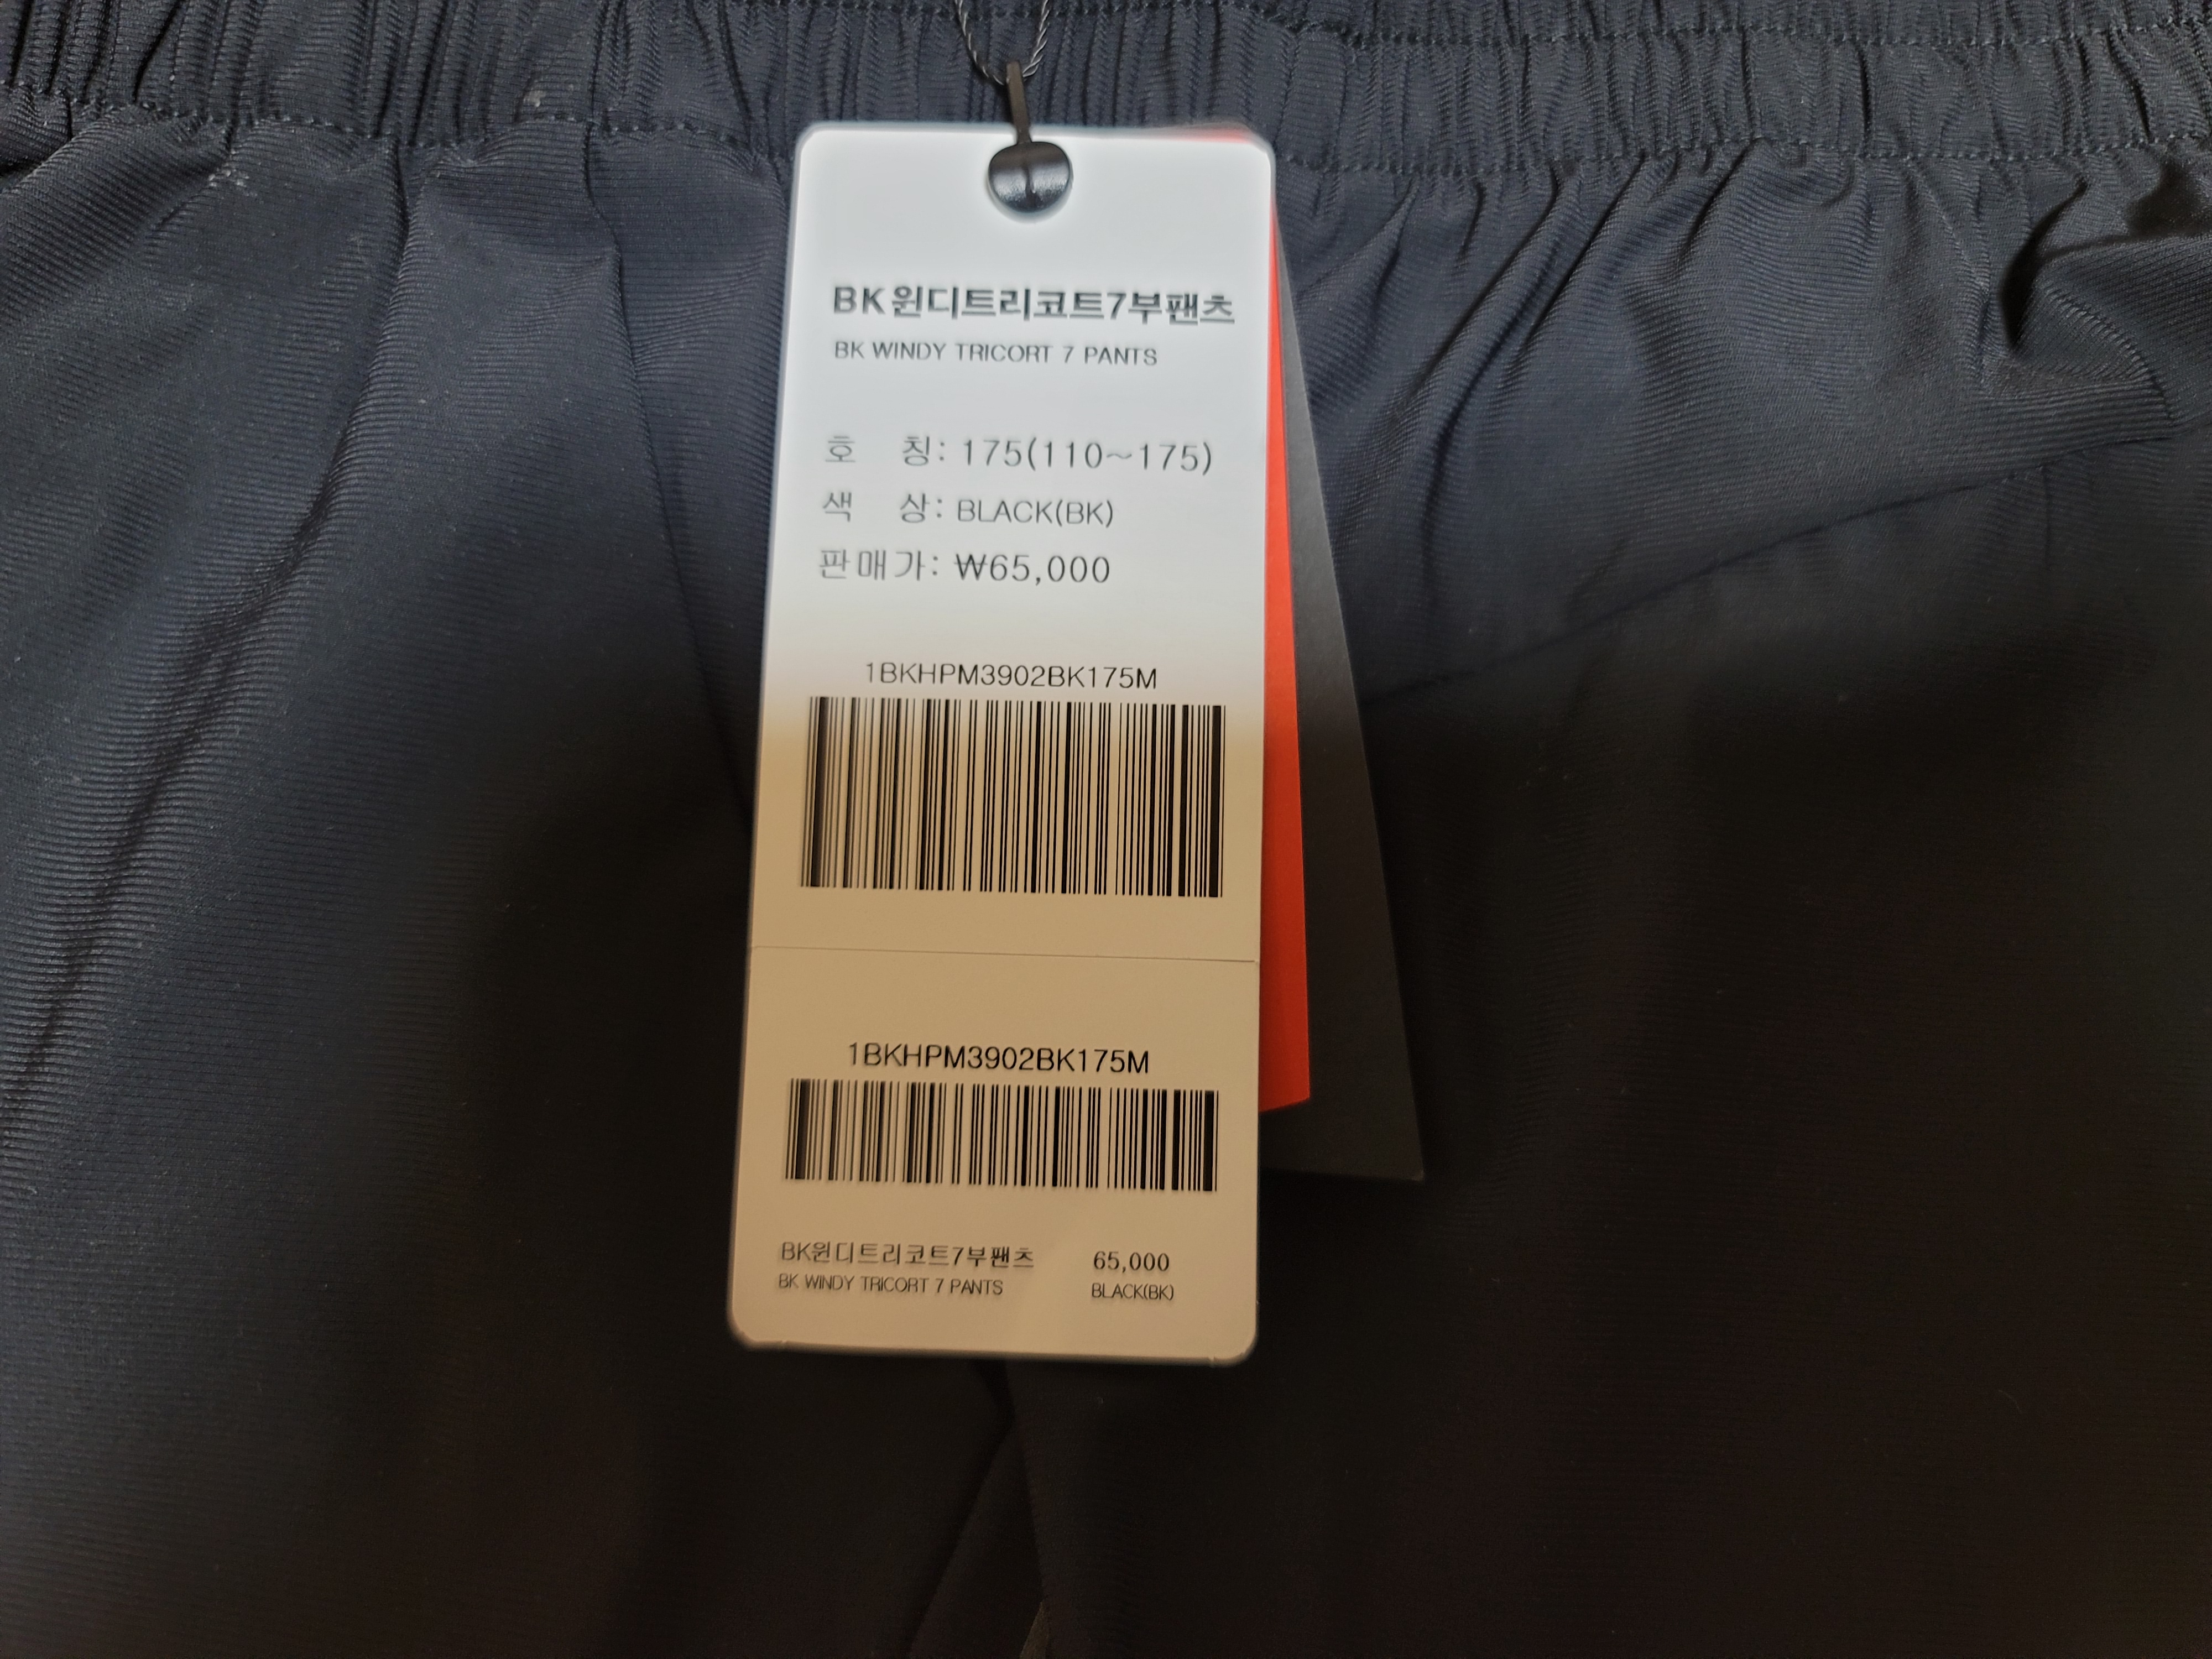 BK윈디트리코트7부팬츠
BK WINDY TRICORT 7 PANTS
호 칭: 175(110~175)
색 상: BLACK(BK)
판매가: ₩65,000
1BKHPM3902BK175M
1BKHPM3902BK175M
BK윈디트리코트7부팬츠 65,000
BK WINDY TRICORT 7 PANTS BLACK(BK)